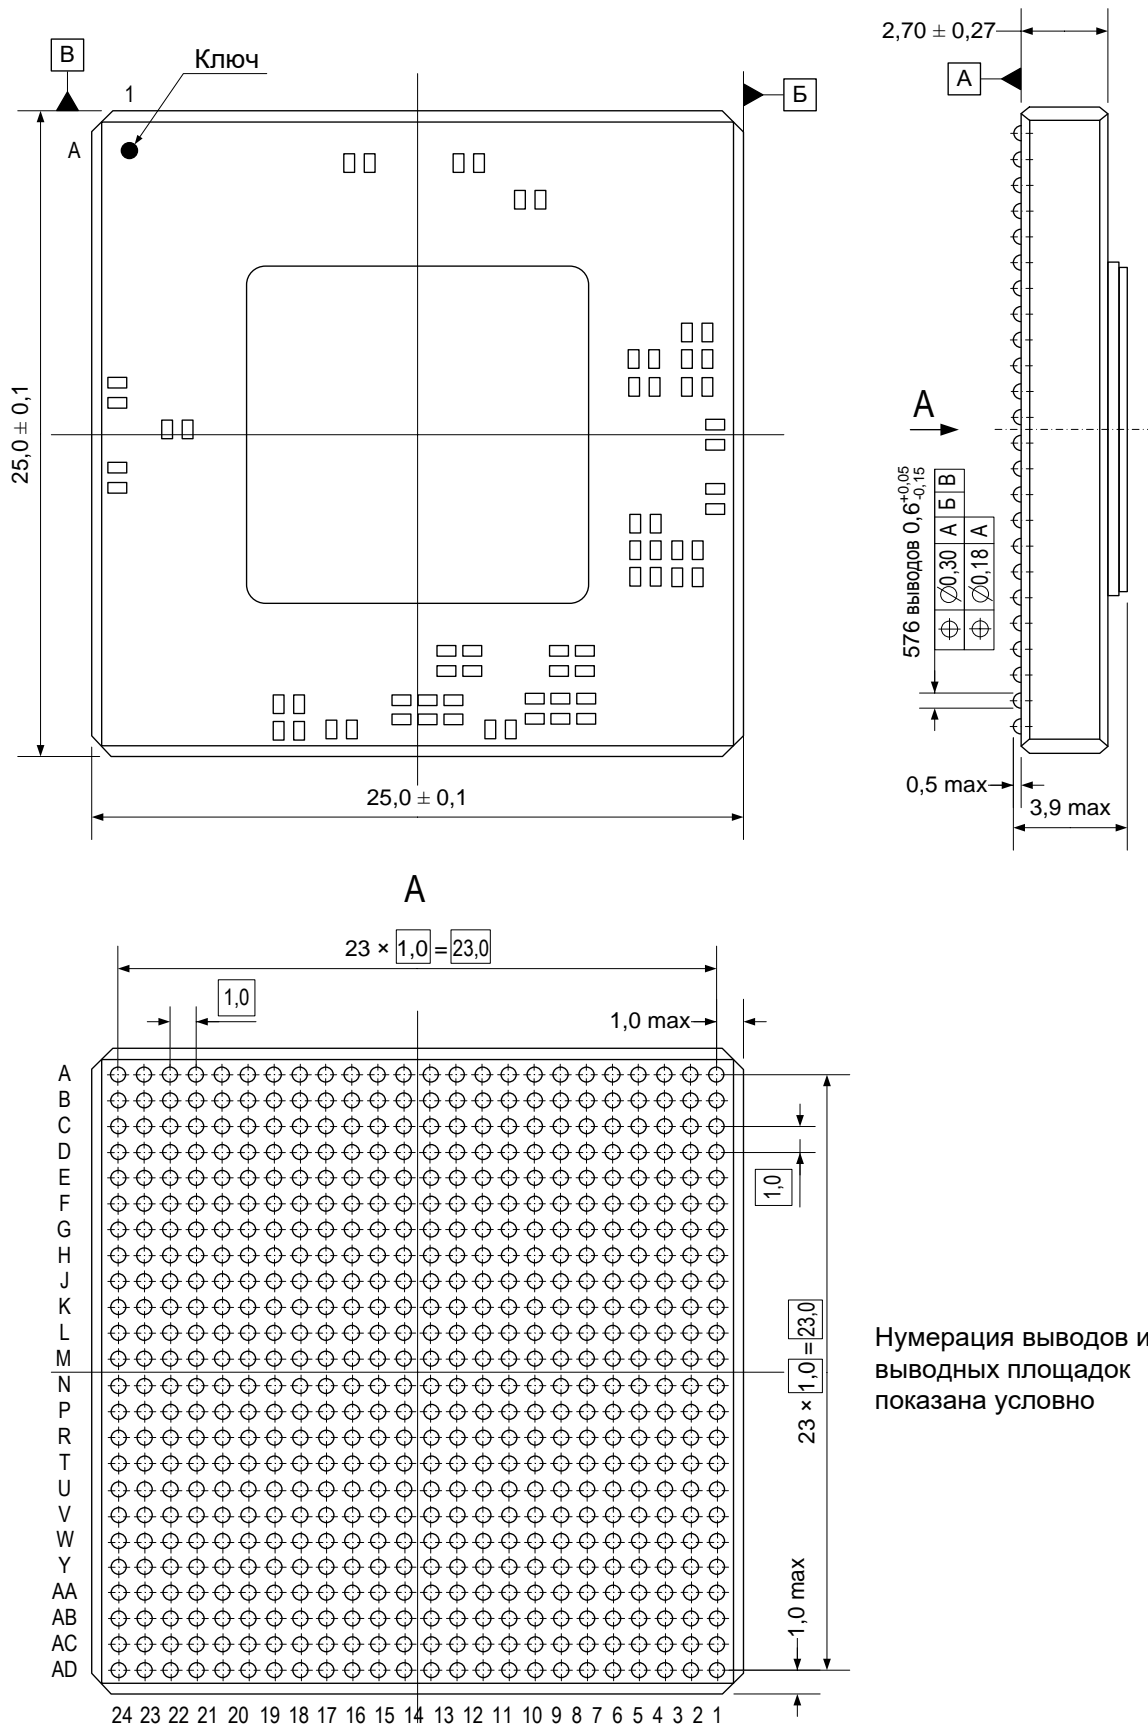 В
Ключ
1
Б
А
25,0 ± 0,1
25,0 ± 0,1
2,70 ± 0,27
А
А
576 выводов 0,6 +0,05 -0,15
⌖ ∅0,30 А Б В
⌖ ∅0,18 А
0,5 max
3,9 max
А
23 × 1,0 = 23,0
1,0
1,0 max
A
B
C
D
E
F
G
H
J
K
L
M
N
P
R
T
U
V
W
Y
AA
AB
AC
AD
1,0
23 × 1,0 = 23,0
1,0 max
Нумерация выводов и
выводных площадок
показана условно
24 23 22 21 20 19 18 17 16 15 14 13 12 11 10 9 8 7 6 5 4 3 2 1